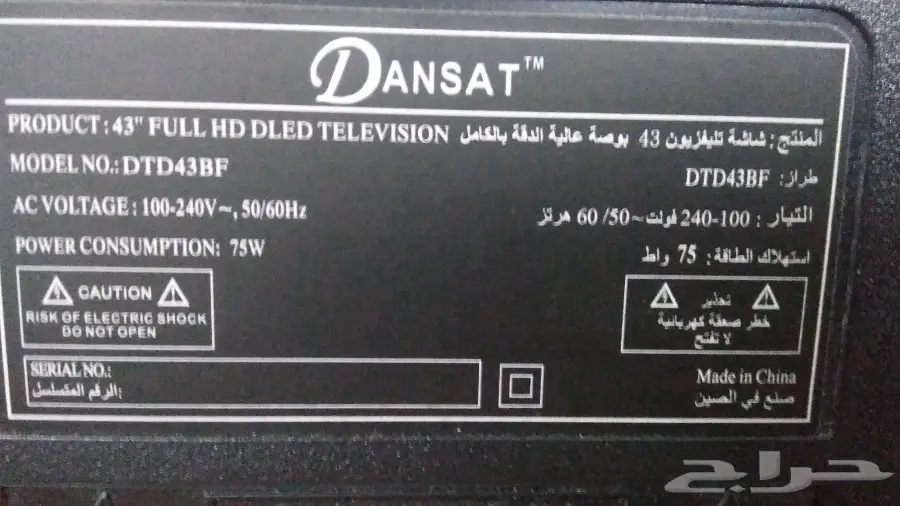 DANSAT™
PRODUCT: 43" FULL HD DLED TELEVISION
المنتج: شاشة تليفزيون 43 بوصة عالية الدقة بالكامل
MODEL NO.: DTD43BF
طراز: DTD43BF
AC VOLTAGE: 100-240V~, 50/60Hz
التيار: 100-240 فولت~50/ 60 هرتز
POWER CONSUMPTION: 75W
استهلاك الطاقة: 75 واط
CAUTION
RISK OF ELECTRIC SHOCK
DO NOT OPEN
تحذير
خطر صعقة كهربائية
لا تفتح
SERIAL NO.:
الرقم المتسلسل:
Made in China
صنع في الصين
حراج